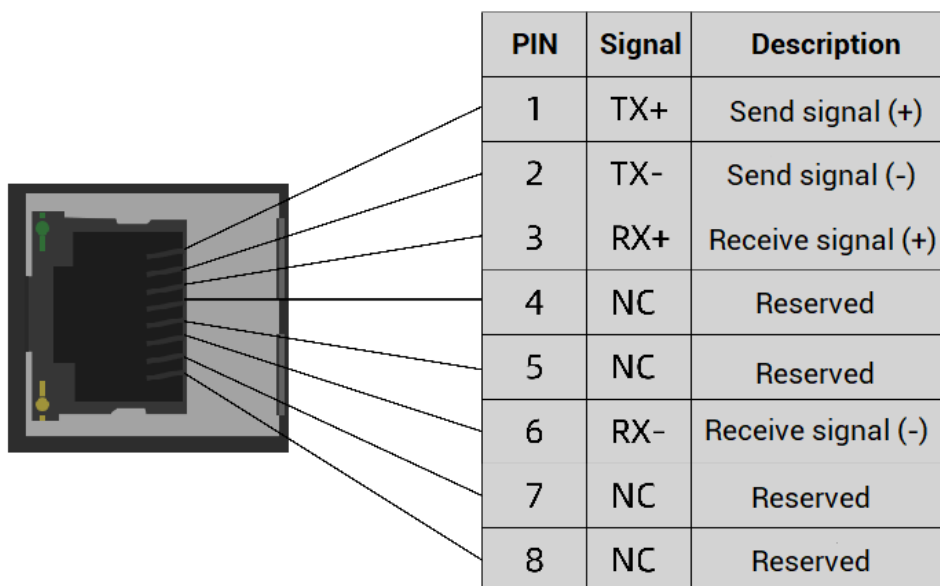 PIN Signal Description
1 TX+ Send signal (+)
2 TX- Send signal (-)
3 RX+ Receive signal (+)
4 NC Reserved
5 NC Reserved
6 RX- Receive signal (-)
7 NC Reserved
8 NC Reserved